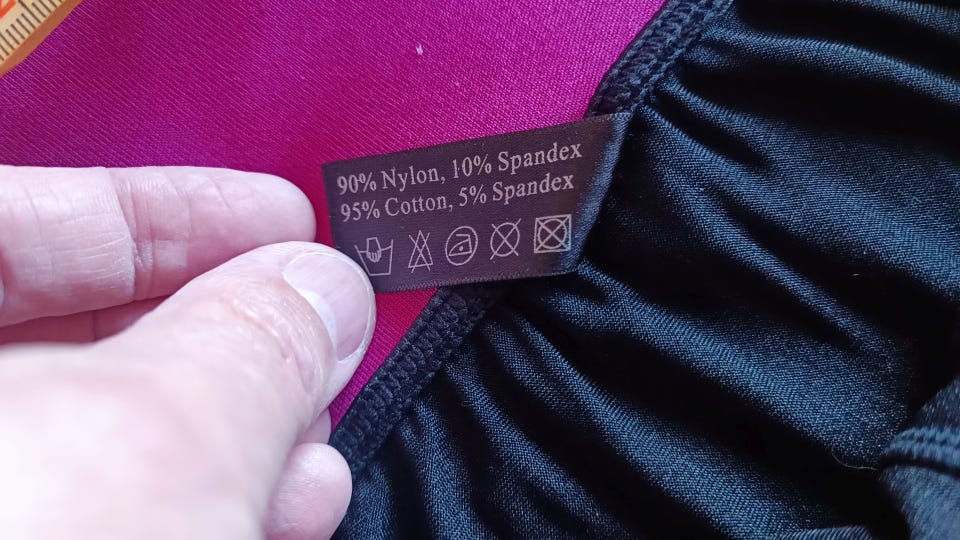 90% Nylon, 10% Spandex
95% Cotton, 5% Spandex